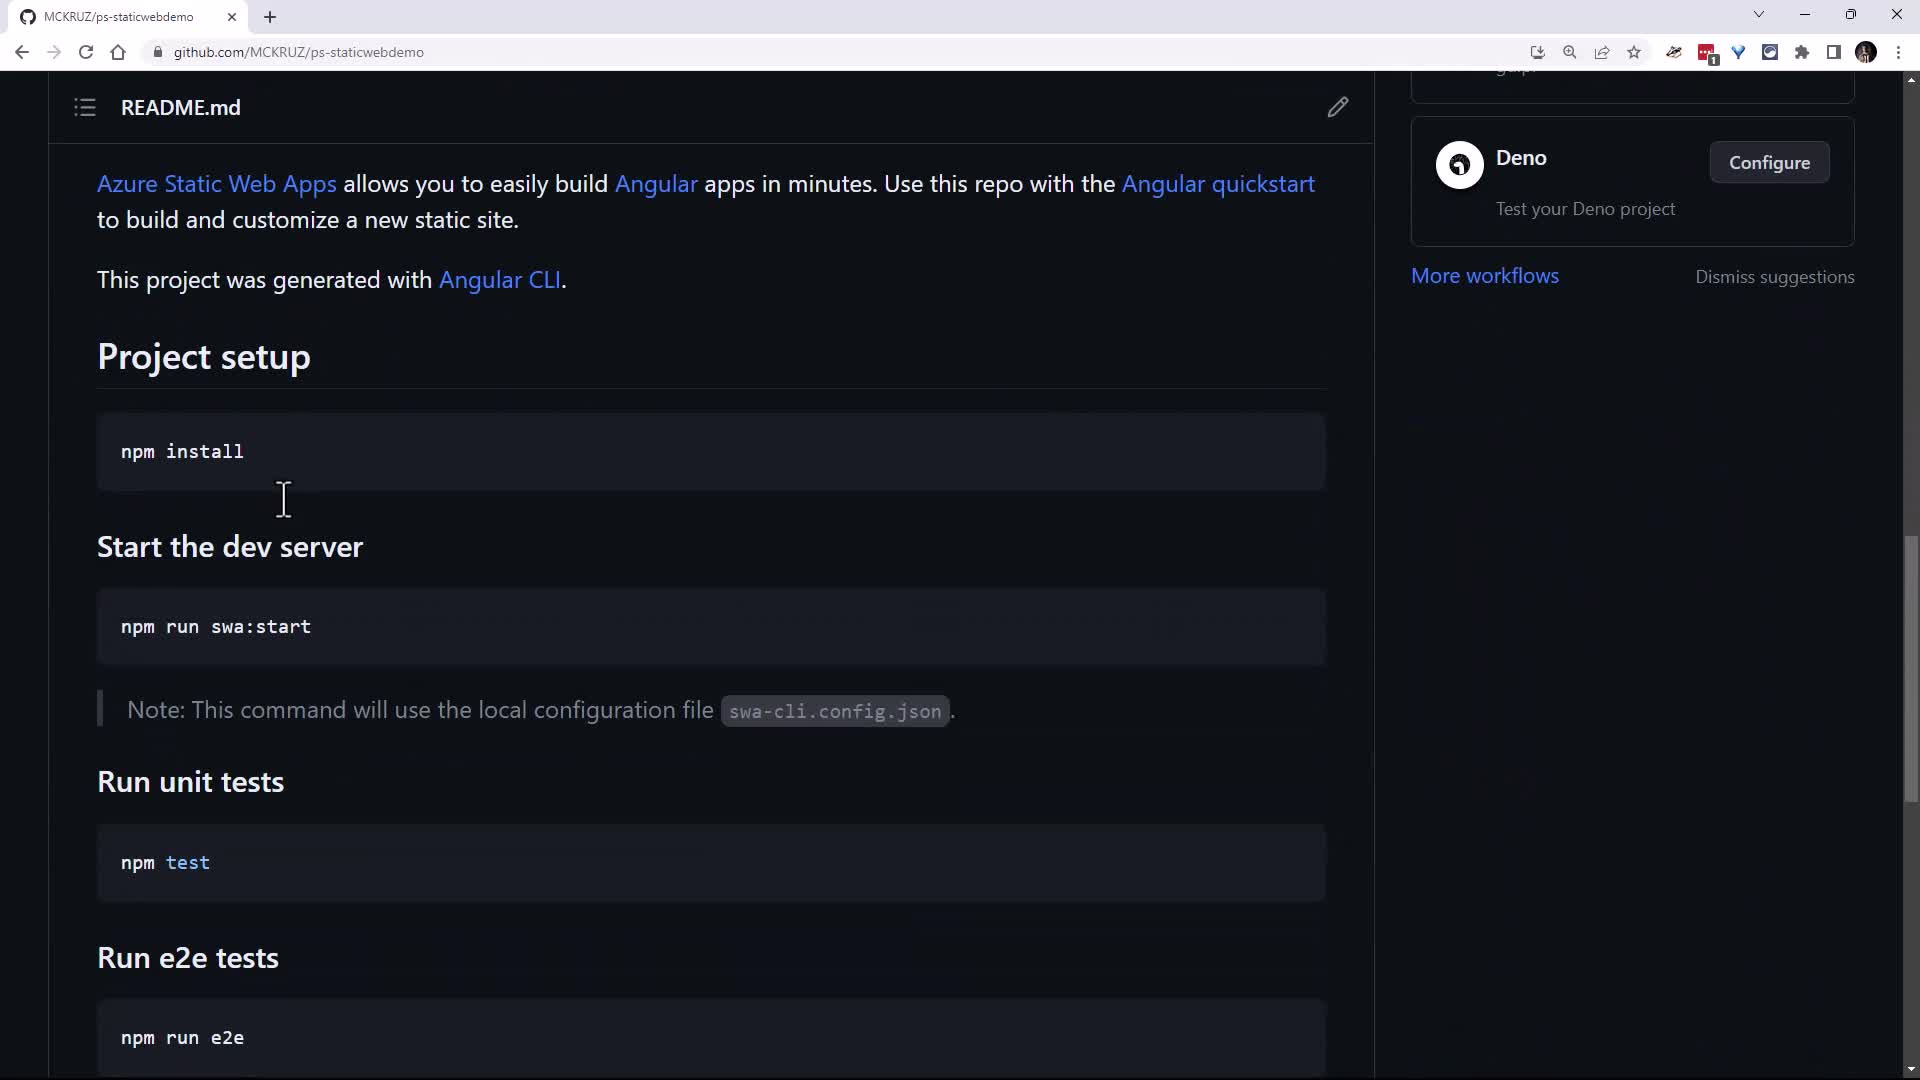 MCKRUZ/ps-staticwebdemo
github.com/MCKRUZ/ps-staticwebdemo
1
README.md
Azure Static Web Apps allows you to easily build Angular apps in minutes. Use this repo with the Angular quickstart
to build and customize a new static site.
This project was generated with Angular CLI.
Project setup
npm install
Start the dev server
npm run swa:start
Note: This command will use the local configuration file swa-cli.config.json.
Run unit tests
npm test
Run e2e tests
npm run e2e
Deno
Configure
Test your Deno project
More workflows
Dismiss suggestions